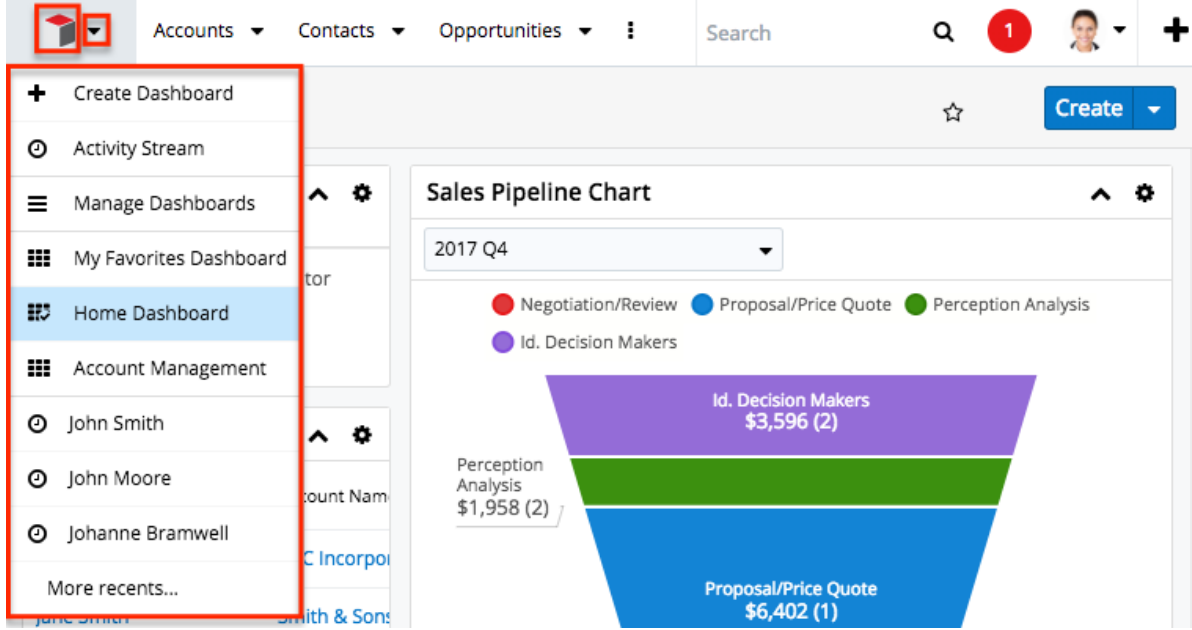 Accounts Contacts Opportunities Search 1
Create Dashboard
Activity Stream
Manage Dashboards
My Favorites Dashboard
Home Dashboard
Account Management
John Smith
John Moore
Johanne Bramwell
More recents...
Create
tor
ount Nam
C Incorpor
Smith & Sons
Sales Pipeline Chart
2017 Q4
Negotiation/Review Proposal/Price Quote Perception Analysis
Id. Decision Makers
Id. Decision Makers
$3,596 (2)
Perception
Analysis
$1,958 (2)
Proposal/Price Quote
$6,402 (1)